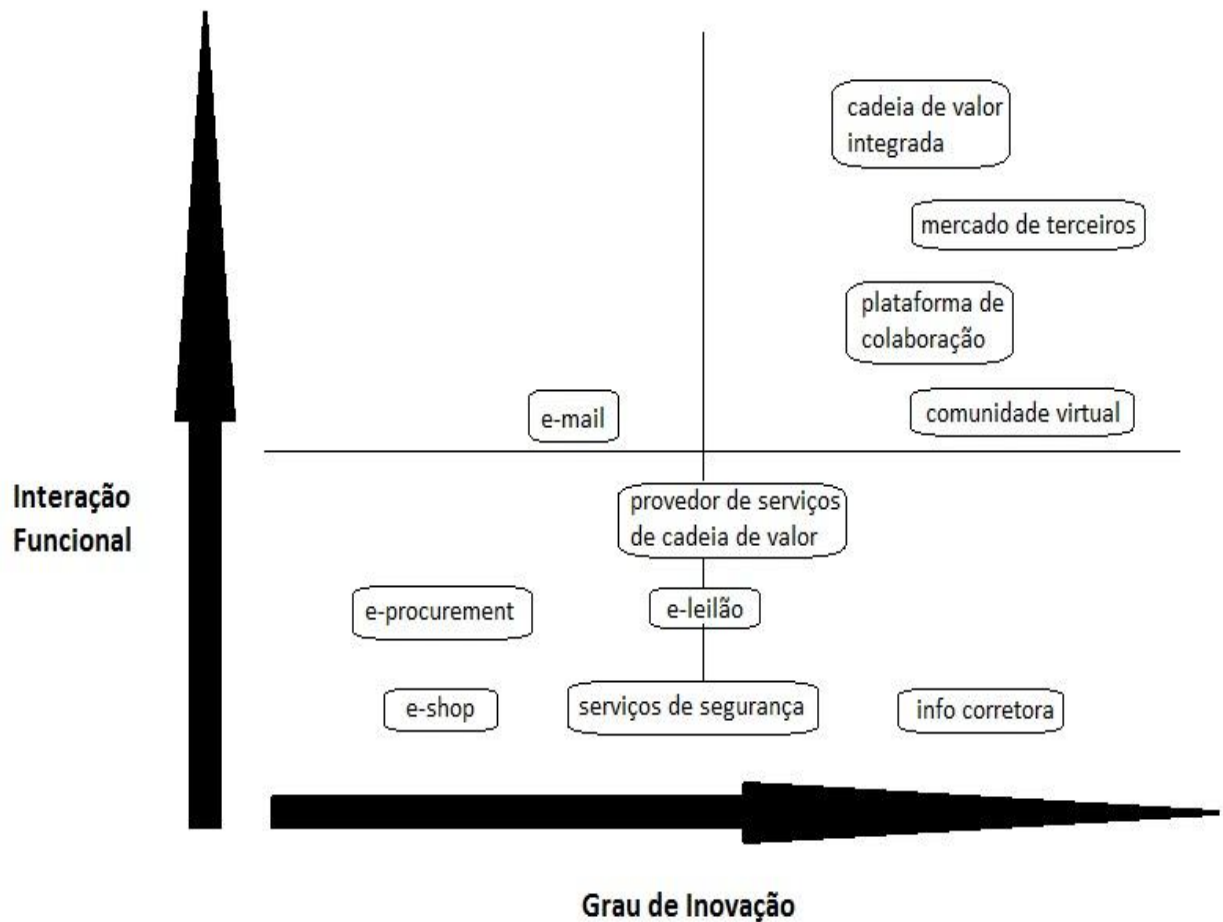 cadeia de valor
integrada
mercado de terceiros
plataforma de
colaboração
e-mail
comunidade virtual
Interação
Funcional
provedor de serviços
de cadeia de valor
e-procurement
e-leilão
e-shop
serviços de segurança
info corretora
Grau de Inovação